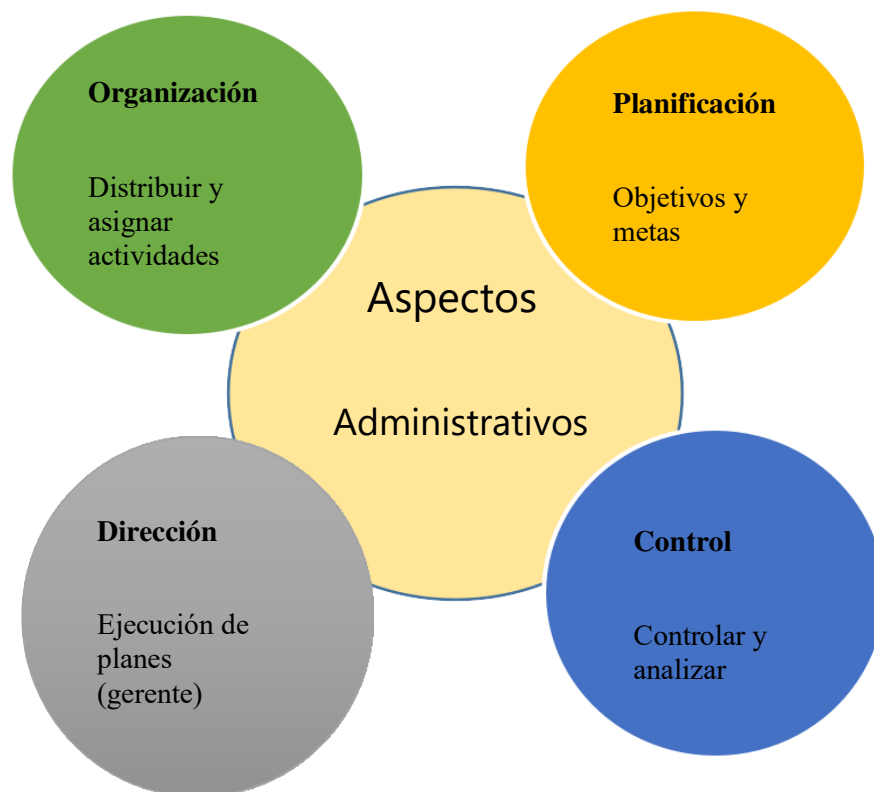 Organización
Distribuir y
asignar
actividades
Planificación
Objetivos y
metas
Aspectos
Administrativos
Dirección
Ejecución de
planes
(gerente)
Control
Controlar y
analizar